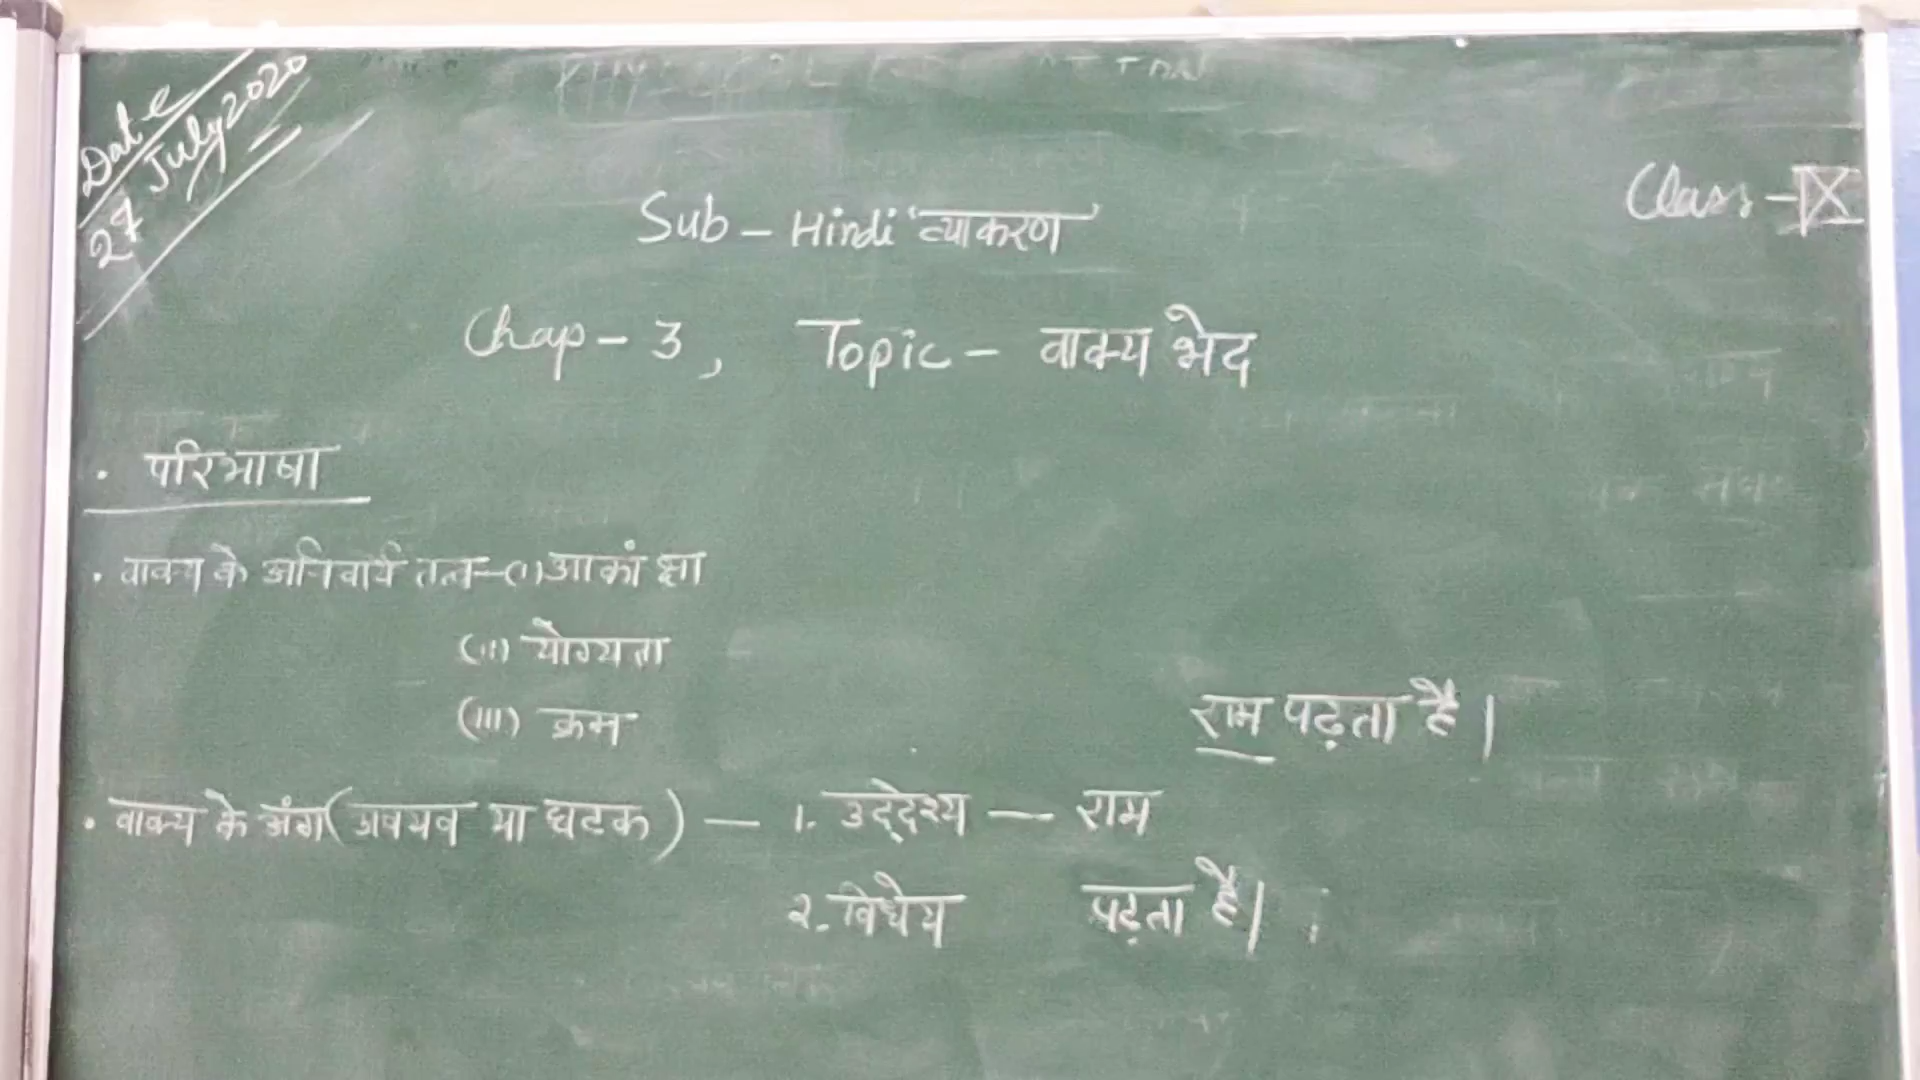 Date
27 July 2020
Class - IX
Sub - Hindi 'व्याकरण'
Chap - 3, Topic - वाक्य भेद
• परिभाषा
• वाक्य के अनिवार्य तत्व - (i) आकांक्षा
(ii) योग्यता
(iii) क्रम
राम पढ़ता है।
• वाक्य के अंग (अवयव या घटक) — 1. उद्देश्य — राम
2. विधेय पढ़ता है।